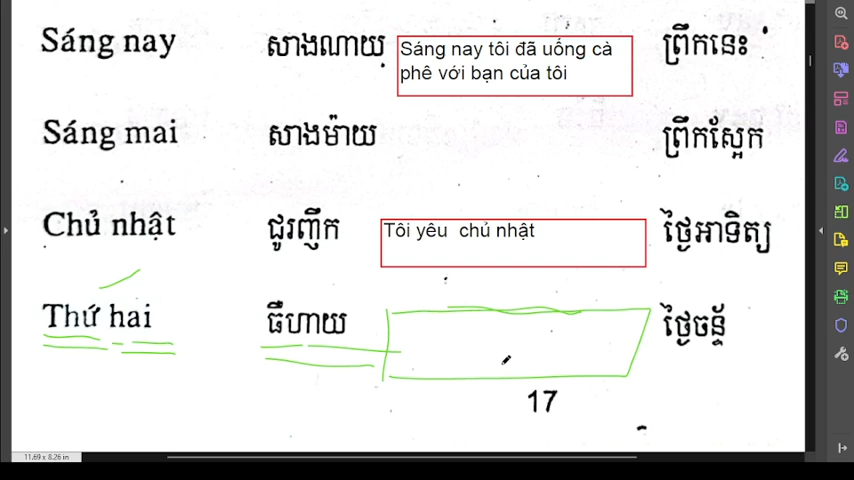 Sáng nay សាងណាយ Sáng nay tôi đã uống cà ព្រឹកនេះ
phê với bạn của tôi
Sáng mai សាងម៉ាយ ព្រឹកស្អែក
Chủ nhật ជូរញឹក Tôi yêu chủ nhật ថ្ងៃអាទិត្យ
Thứ hai ធឺហាយ ថ្ងៃចន្ទ័
17
11.69 x 8.26 in